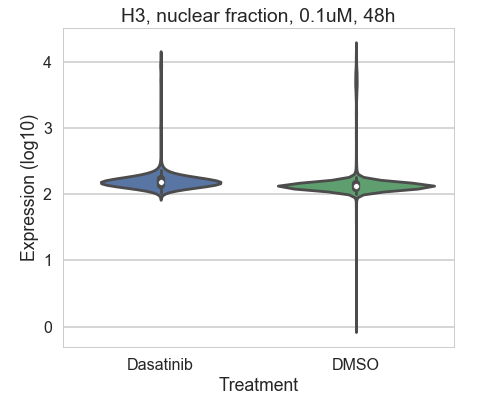 H3, nuclear fraction, 0.1uM, 48h
Expression (log10)
4
3
2
1
0
Dasatinib
DMSO
Treatment